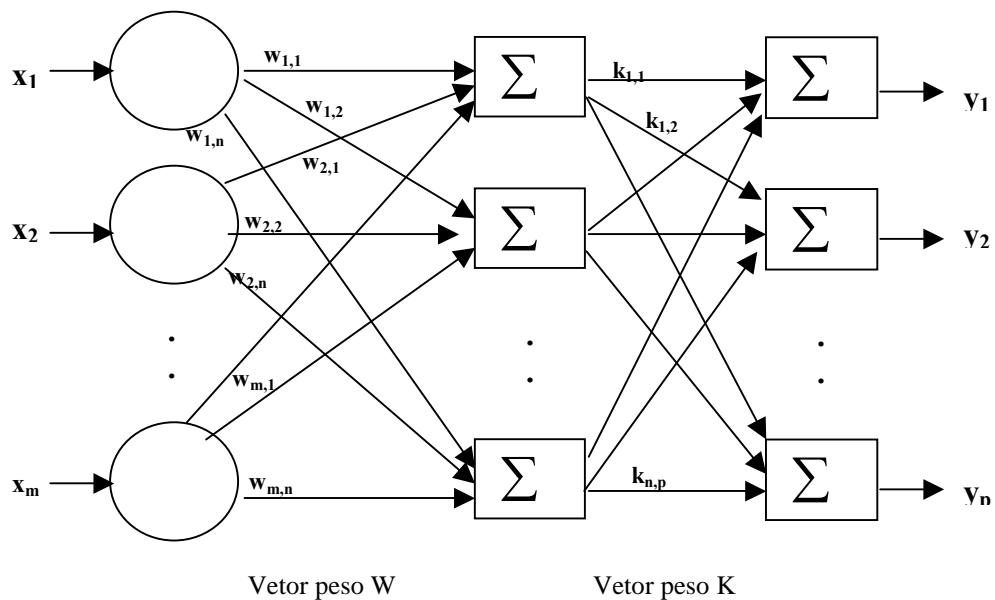 x₁
w₁,₁
Σ
k₁,₁
Σ
y₁
w₁,₂
k₁,₂
w₁,ₙ
w₂,₁
x₂
w₂,₂
Σ
Σ
y₂
w₂,ₙ
wₘ,₁
xₘ
wₘ,ₙ
Σ
kₙ,ₚ
Σ
yₚ
Vetor peso W
Vetor peso K